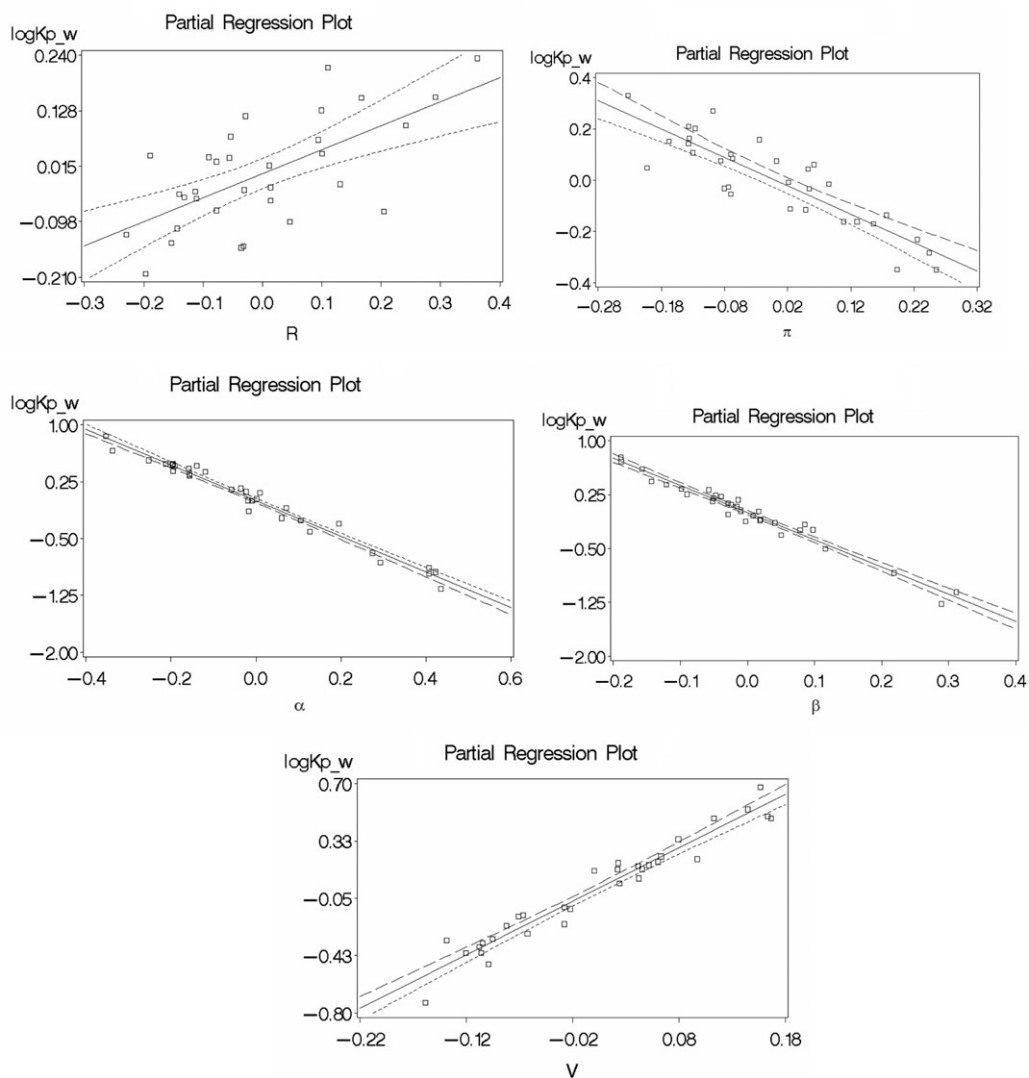 Partial Regression Plot
logKp_w
0.240
0.128
0.015
−0.098
−0.210
−0.3 −0.2 −0.1 0.0 0.1 0.2 0.3 0.4
R
Partial Regression Plot
logKp_w
0.4
0.2
0.0
−0.2
−0.4
−0.28 −0.18 −0.08 0.02 0.12 0.22 0.32
π
Partial Regression Plot
logKp_w
1.00
0.25
−0.50
−1.25
−2.00
−0.4 −0.2 0.0 0.2 0.4 0.6
α
Partial Regression Plot
logKp_w
1.00
0.25
−0.50
−1.25
−2.00
−0.2 −0.1 0.0 0.1 0.2 0.3 0.4
β
Partial Regression Plot
logKp_w
0.70
0.33
−0.05
−0.43
−0.80
−0.22 −0.12 −0.02 0.08 0.18
V